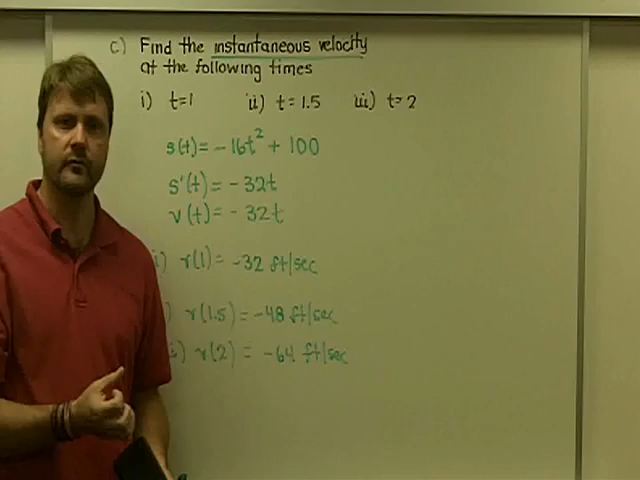 c) Find the instantaneous velocity
at the following times
i) t=1 ii) t=1.5 iii) t=2
s(t)= -16t² + 100
s'(t)= -32t
v(t)= -32t
i) v(1)= -32 ft/sec
) v(1.5)= -48 ft/sec
i) v(2) = -64 ft/sec